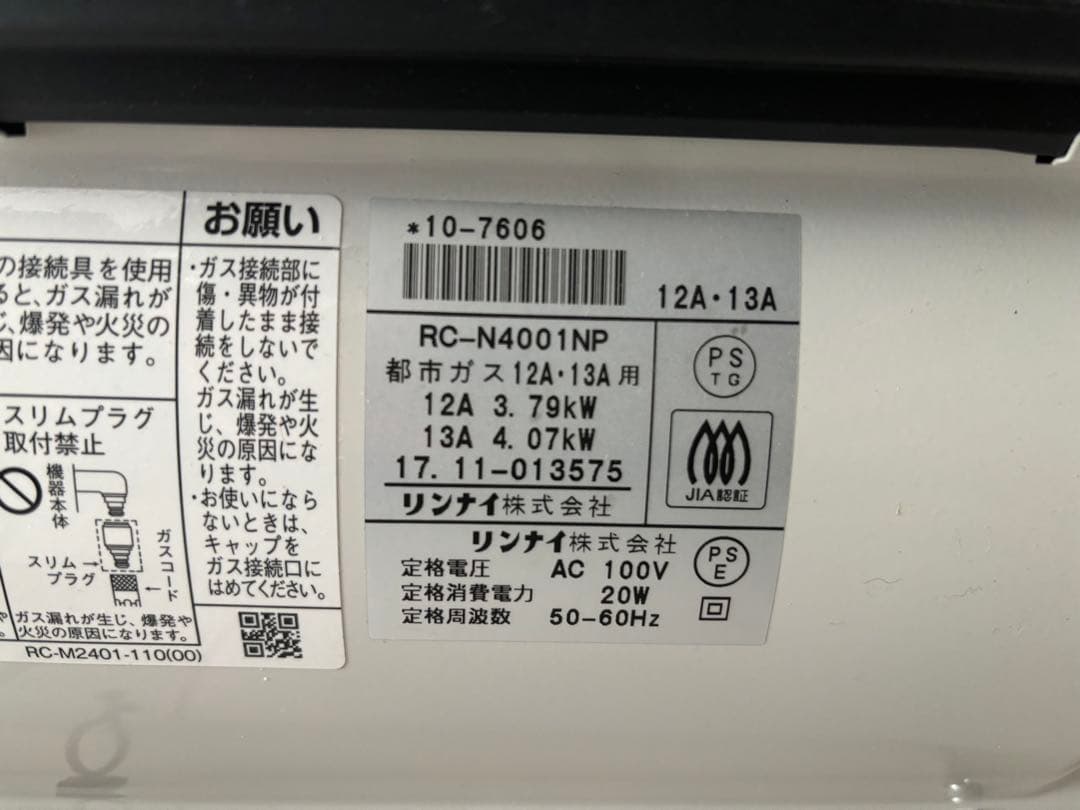 の接続具を使用
ると、ガス漏れが
じ、爆発や火災の
因になります。
スリムプラグ
取付禁止
機器本体
スリム
プラグ
ガスコード
ガス漏れが生じ、爆発や
火災の原因になります。
RC-M2401-110(00)
お願い
・ガス接続部に
傷・異物が付
着したまま接
続をしないで
ください。
ガス漏れが生
じ、爆発や火
災の原因にな
ります。
・お使いになら
ないときは、
キャップを
ガス接続口に
はめてください。
*10-7606
12A・13A
RC-N4001NP
都市ガス12A・13A用
12A 3.79kW
13A 4.07kW
17.11-013575
リンナイ株式会社
PS
TG
JIA認証
リンナイ株式会社
定格電圧 AC 100V
定格消費電力 20W
定格周波数 50-60Hz
PS
E